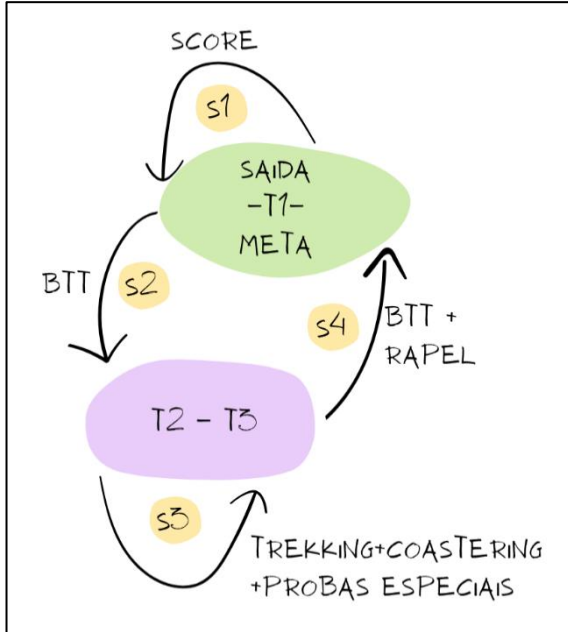 SCORE
S1
SAIDA
-T1-
META
BTT
S2
S4
BTT +
RAPEL
T2 - T3
S3
TREKKING+COASTERING
+PROBAS ESPECIAIS